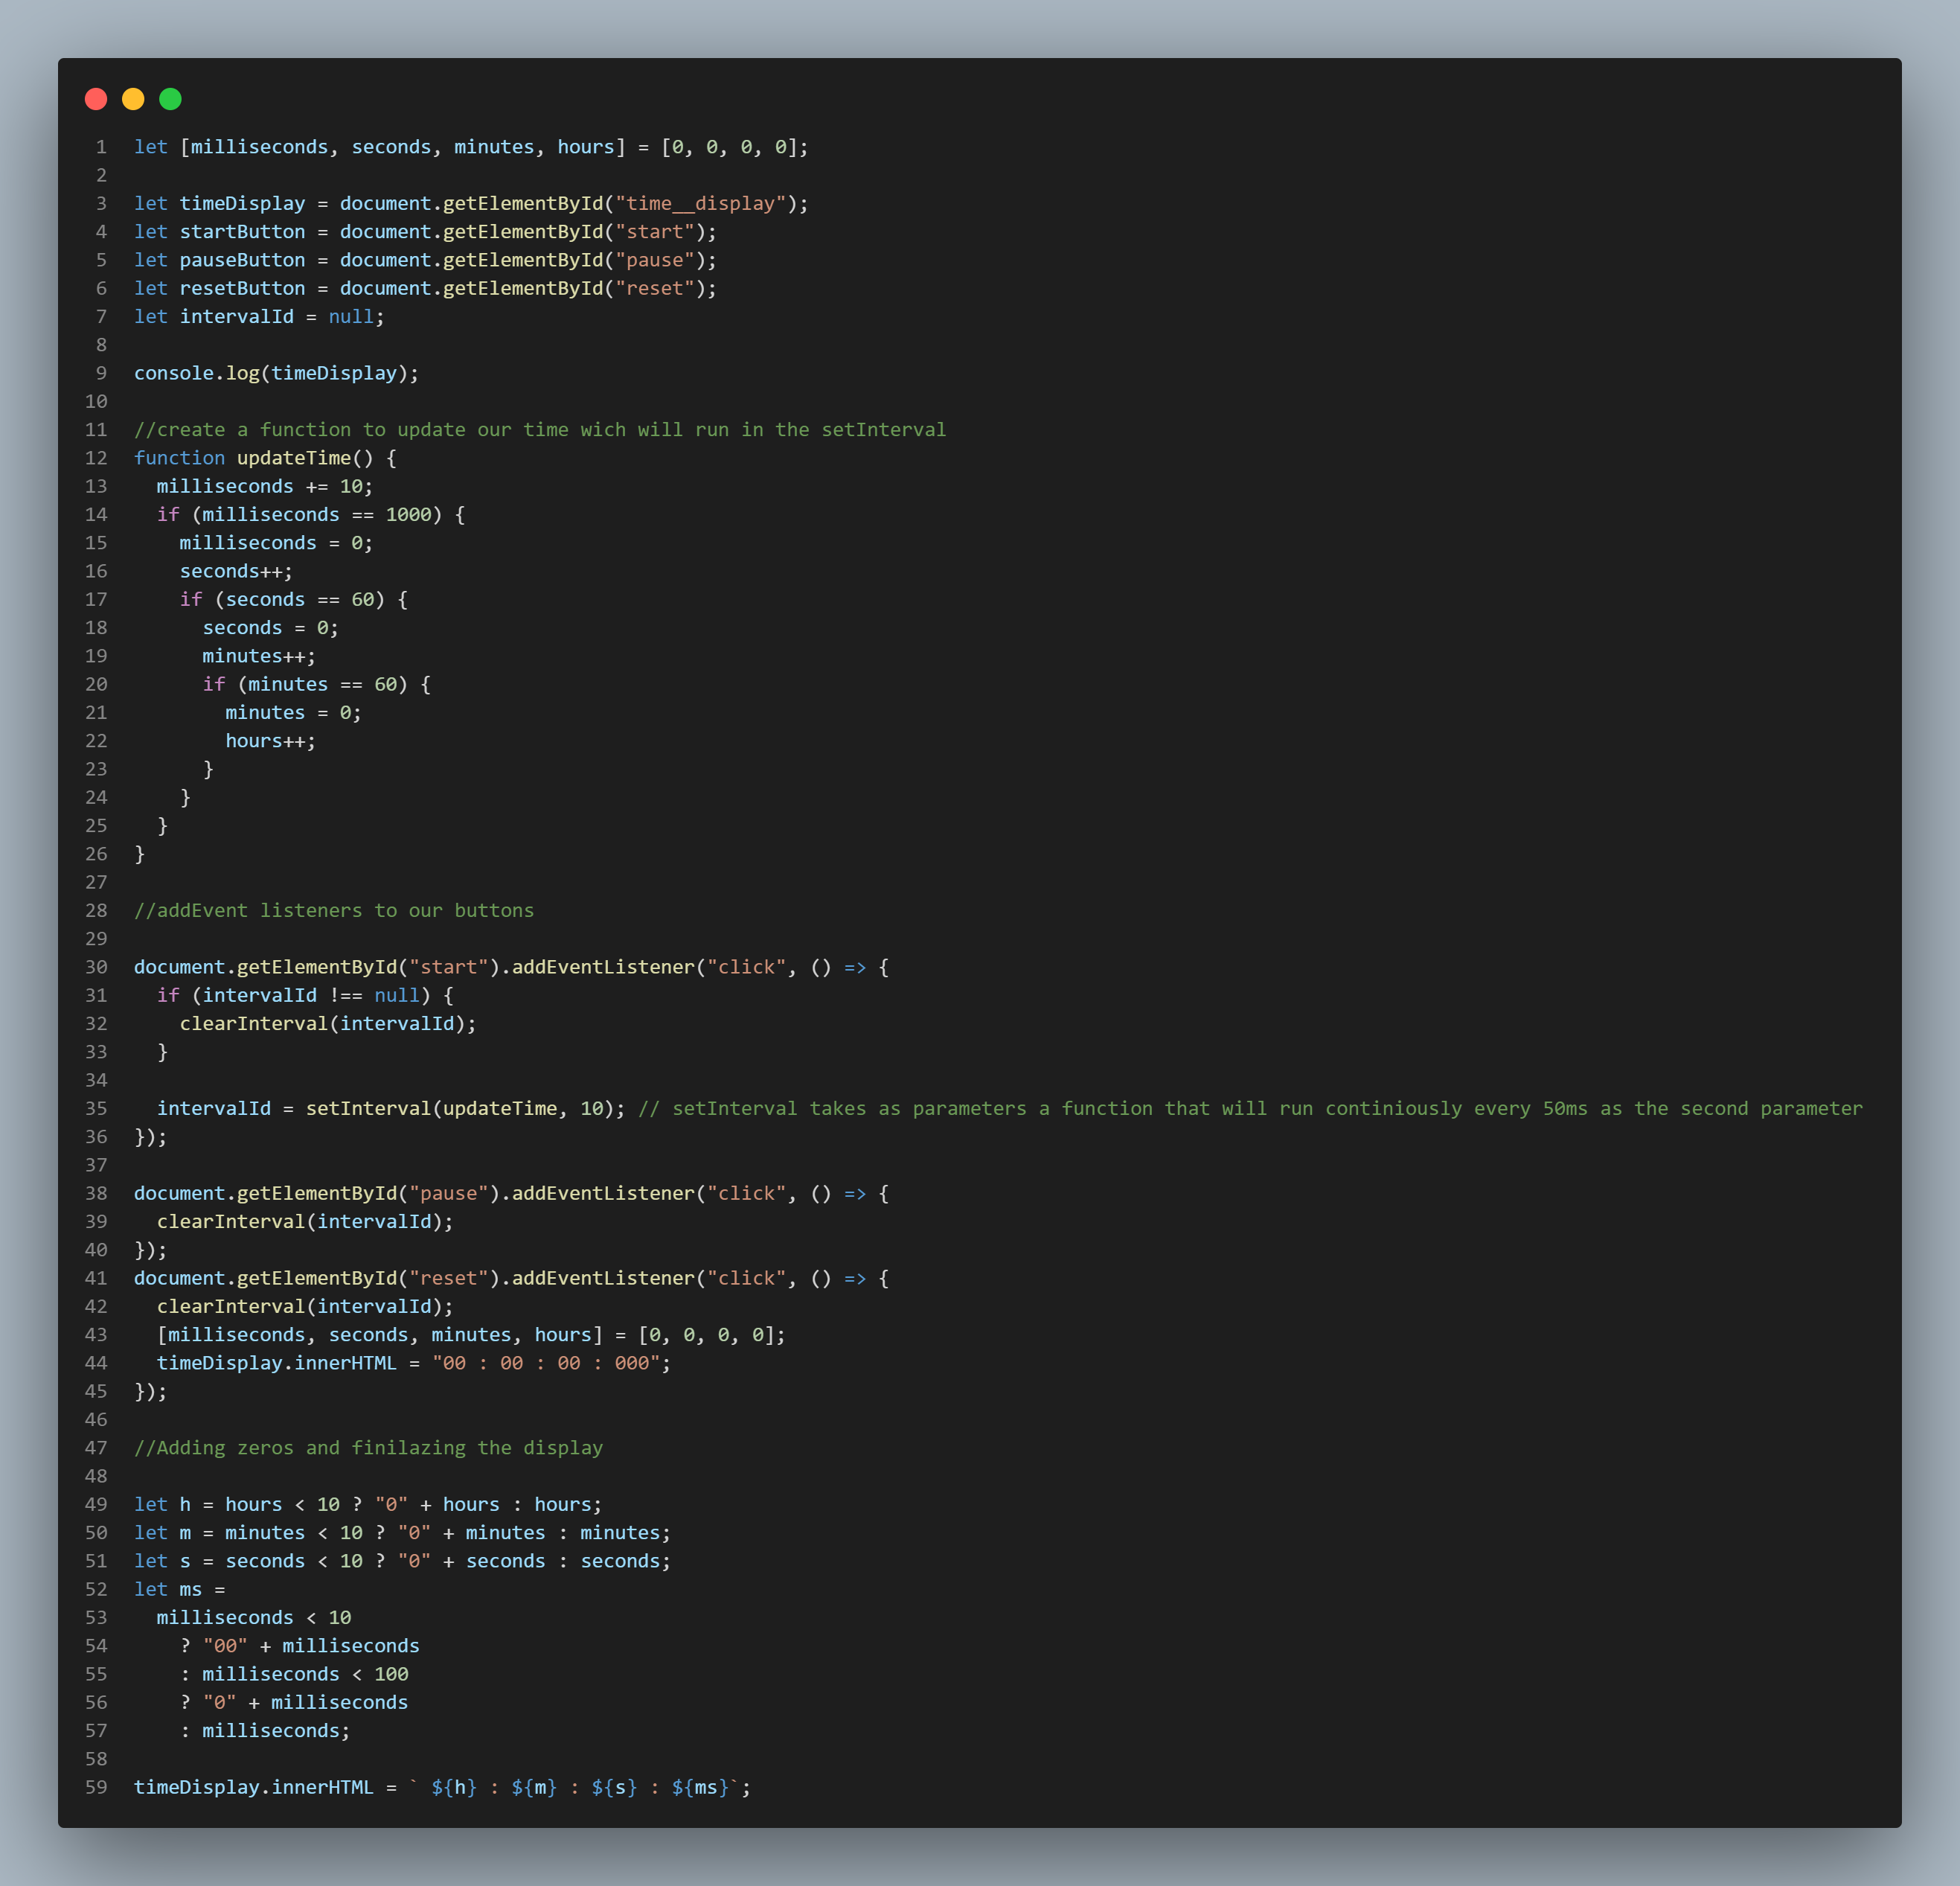 1 let [milliseconds, seconds, minutes, hours] = [0, 0, 0, 0];
2
3 let timeDisplay = document.getElementById("time__display");
4 let startButton = document.getElementById("start");
5 let pauseButton = document.getElementById("pause");
6 let resetButton = document.getElementById("reset");
7 let intervalId = null;
8
9 console.log(timeDisplay);
10
11 //create a function to update our time wich will run in the setInterval
12 function updateTime() {
13   milliseconds += 10;
14   if (milliseconds == 1000) {
15     milliseconds = 0;
16     seconds++;
17     if (seconds == 60) {
18       seconds = 0;
19       minutes++;
20       if (minutes == 60) {
21         minutes = 0;
22         hours++;
23       }
24     }
25   }
26 }
27
28 //addEvent listeners to our buttons
29
30 document.getElementById("start").addEventListener("click", () => {
31   if (intervalId !== null) {
32     clearInterval(intervalId);
33   }
34
35   intervalId = setInterval(updateTime, 10); // setInterval takes as parameters a function that will run continiously every 50ms as the second parameter
36 });
37
38 document.getElementById("pause").addEventListener("click", () => {
39   clearInterval(intervalId);
40 });
41 document.getElementById("reset").addEventListener("click", () => {
42   clearInterval(intervalId);
43   [milliseconds, seconds, minutes, hours] = [0, 0, 0, 0];
44   timeDisplay.innerHTML = "00 : 00 : 00 : 000";
45 });
46
47 //Adding zeros and finilazing the display
48
49 let h = hours < 10 ? "0" + hours : hours;
50 let m = minutes < 10 ? "0" + minutes : minutes;
51 let s = seconds < 10 ? "0" + seconds : seconds;
52 let ms =
53   milliseconds < 10
54     ? "00" + milliseconds
55     : milliseconds < 100
56     ? "0" + milliseconds
57     : milliseconds;
58
59 timeDisplay.innerHTML = ` ${h} : ${m} : ${s} : ${ms}`;